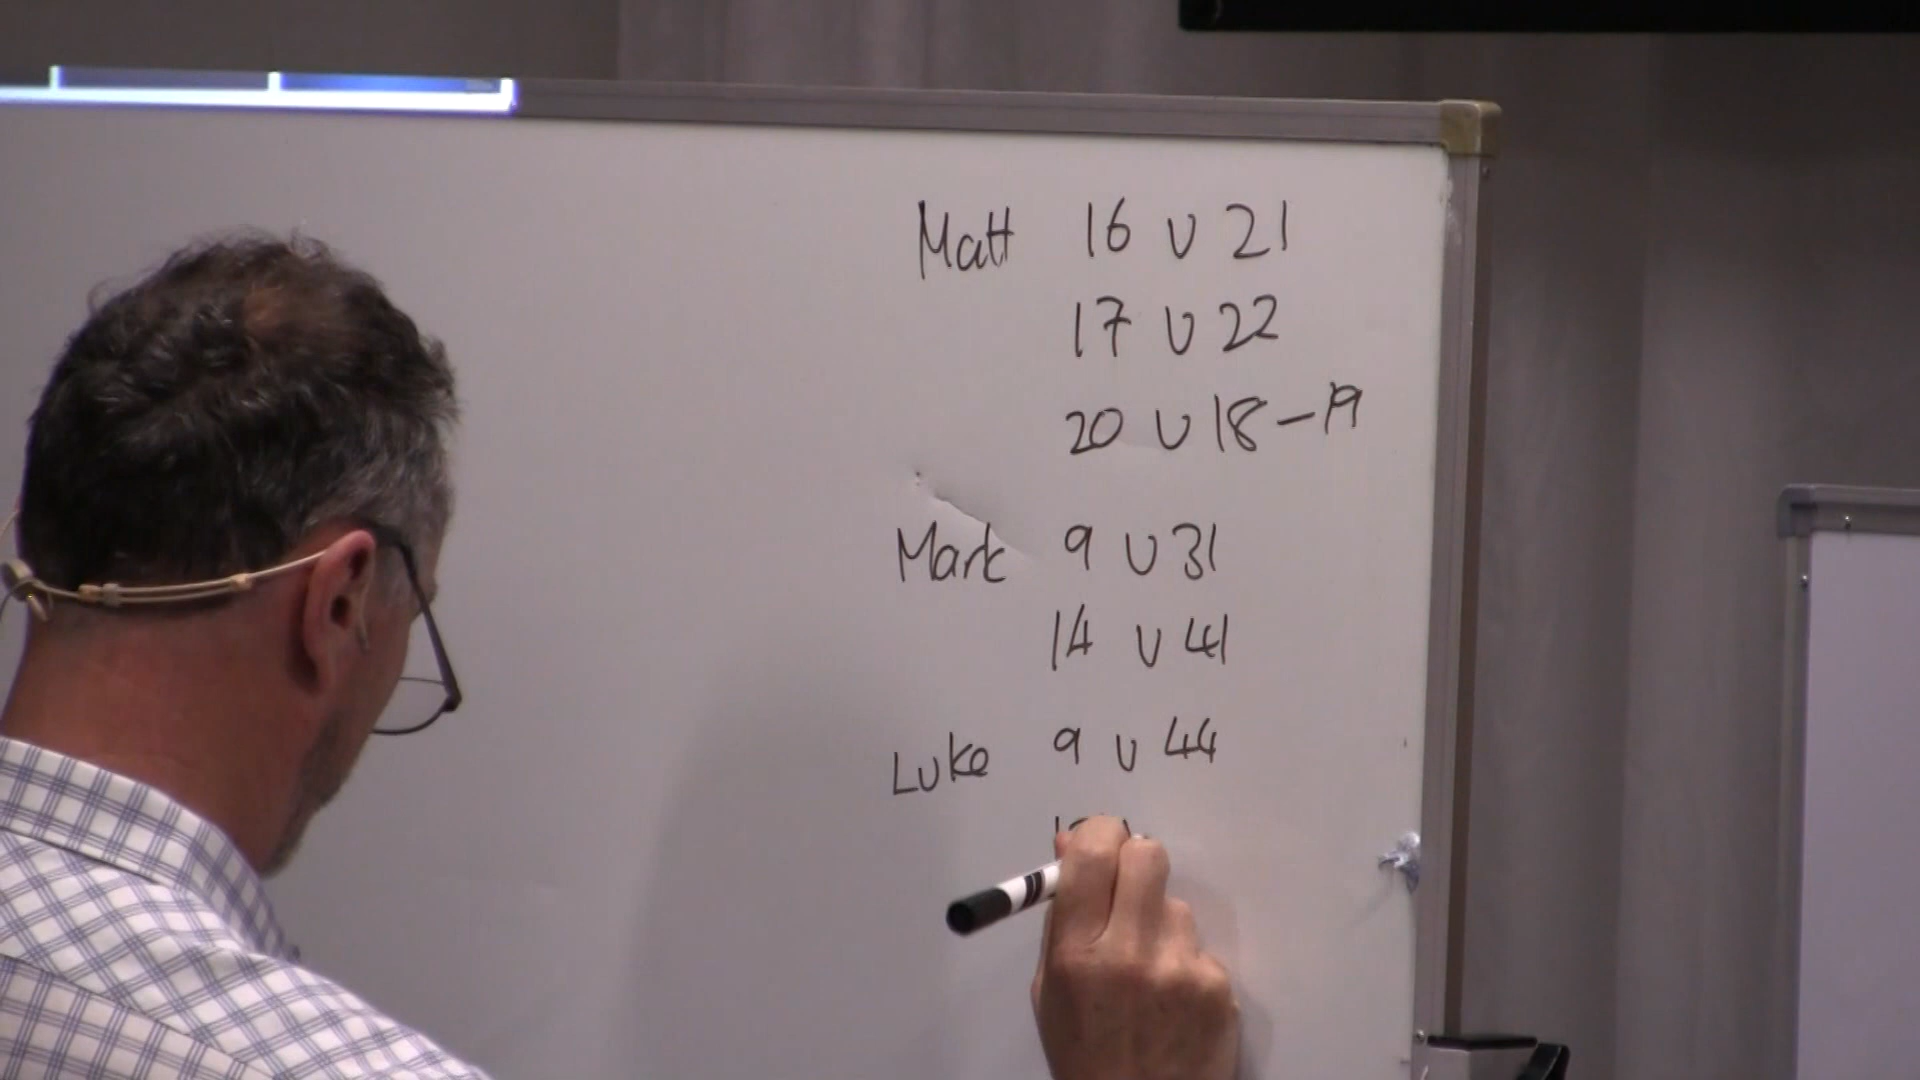 Matt 16 v 21
17 v 22
20 v 18-19
Mark 9 v 31
14 v 41
Luke 9 v 44